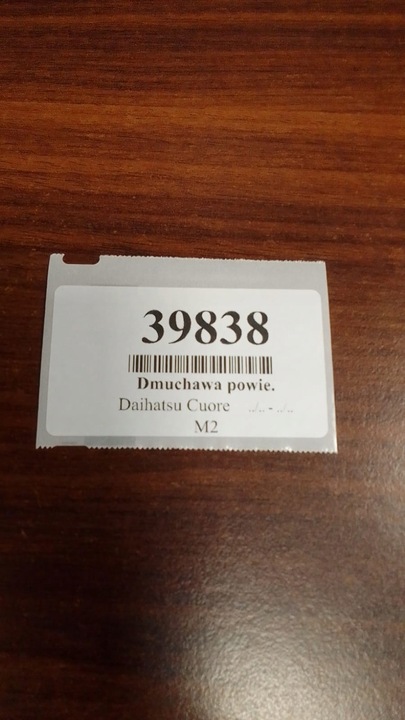 39838
Dmuchawa powie.
Daihatsu Cuore ../.. - ../..
M2